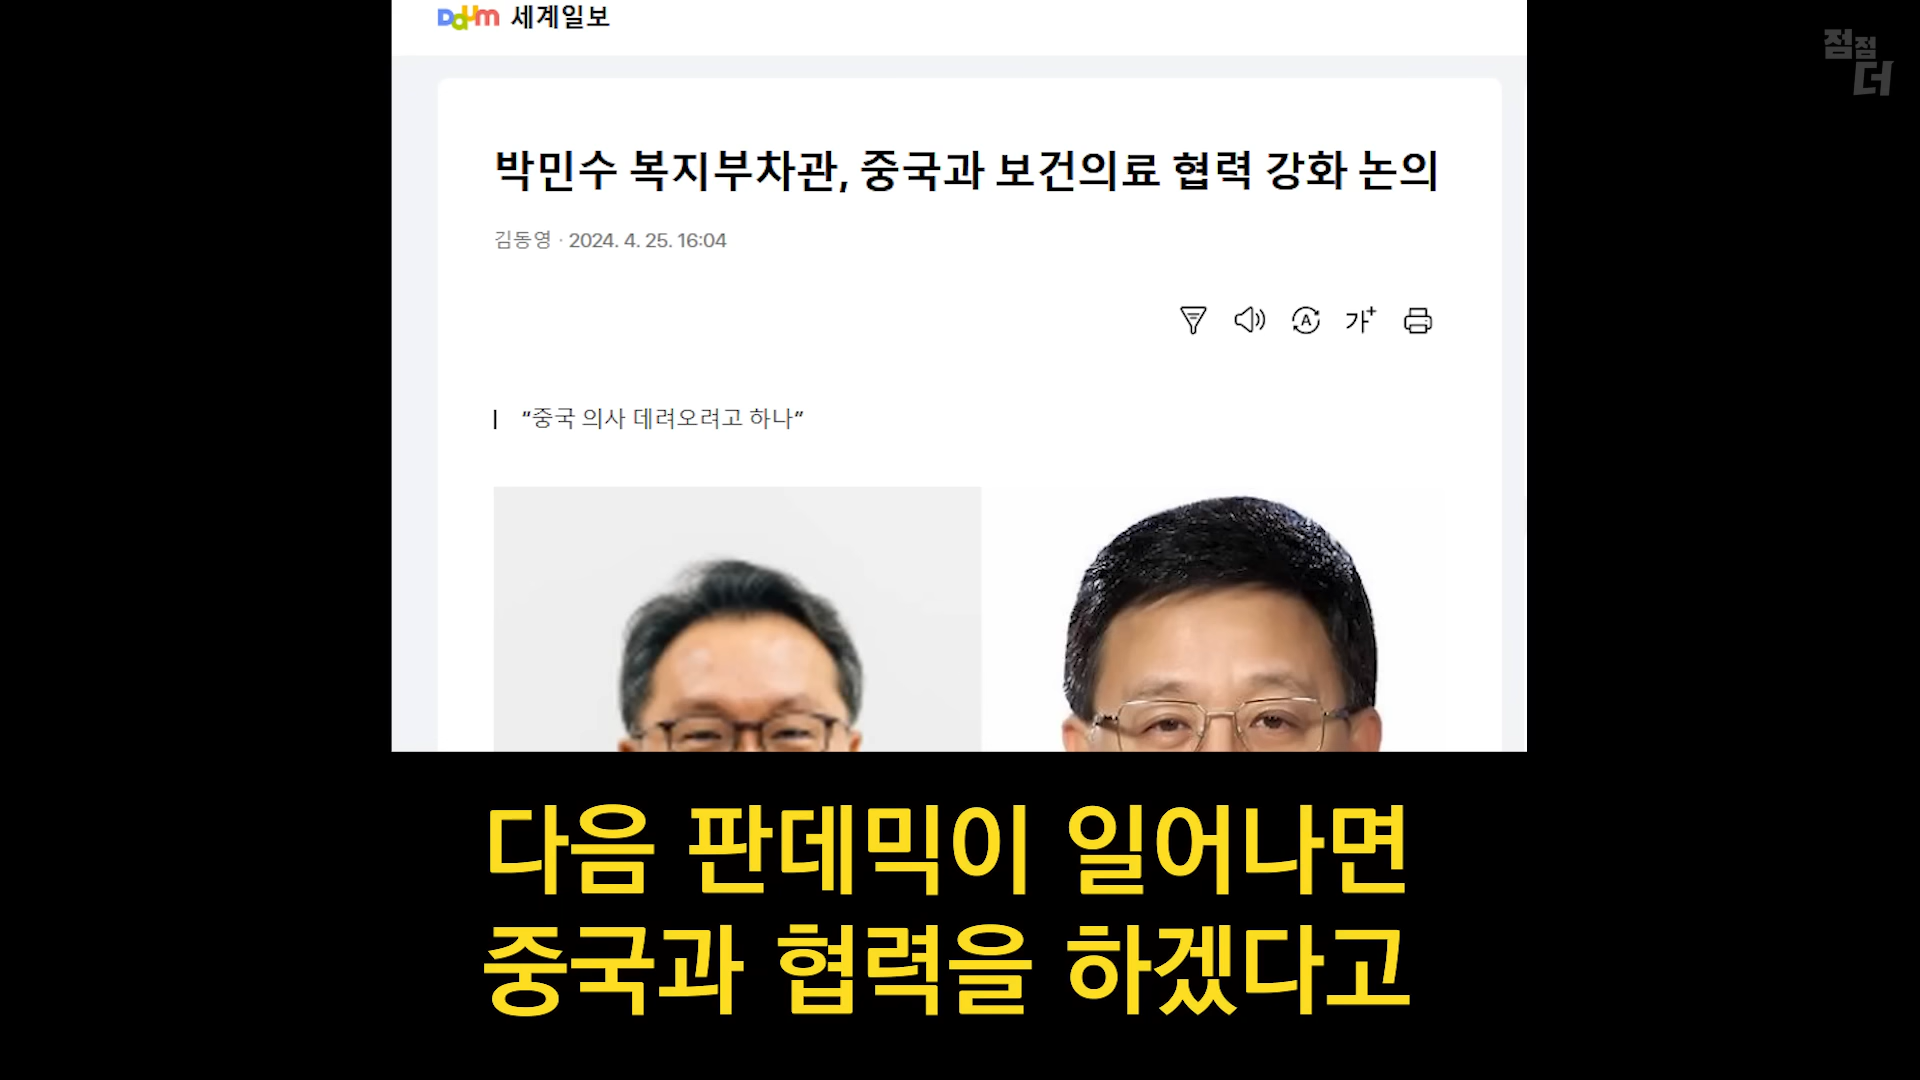 Daum 세계일보
점점
더
박민수 복지부차관, 중국과 보건의료 협력 강화 논의
김동영 · 2024. 4. 25. 16:04
A 가+
“중국 의사 데려오려고 하나”
다음 판데믹이 일어나면
중국과 협력을 하겠다고